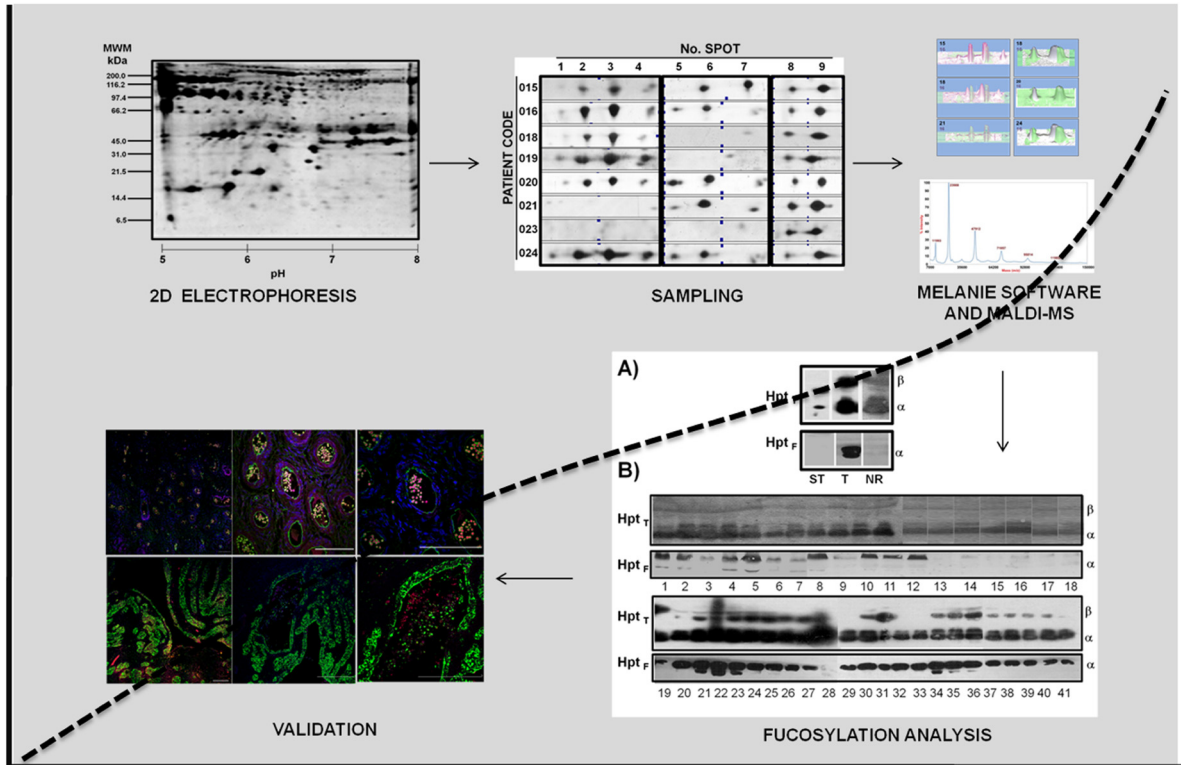 MWM
kDa
200.0
116.2
97.4
66.2
45.0
31.0
21.5
14.4
6.5
5 6 7 8
pH
2D ELECTROPHORESIS
No. SPOT
1 2 3 4 5 6 7 8 9
PATIENT CODE
015
016
018
019
020
021
023
024
SAMPLING
15
18
16
21
24
MELANIE SOFTWARE
AND MALDI-MS
A)
Hpt
β
α
Hpt F
α
ST T NR
B)
Hpt T
β
α
Hpt F
α
1 2 3 4 5 6 7 8 9 10 11 12 13 14 15 16 17 18
Hpt T
β
α
Hpt F
α
19 20 21 22 23 24 25 26 27 28 29 30 31 32 33 34 35 36 37 38 39 40 41
FUCOSYLATION ANALYSIS
VALIDATION